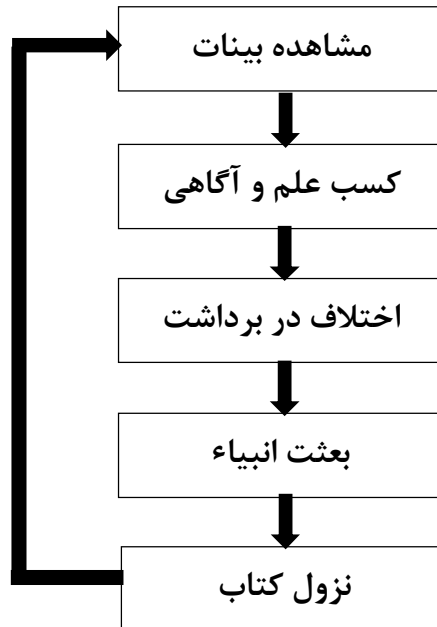 مشاهده بینات
کسب علم و آگاهی
اختلاف در برداشت
بعثت انبیاء
نزول کتاب